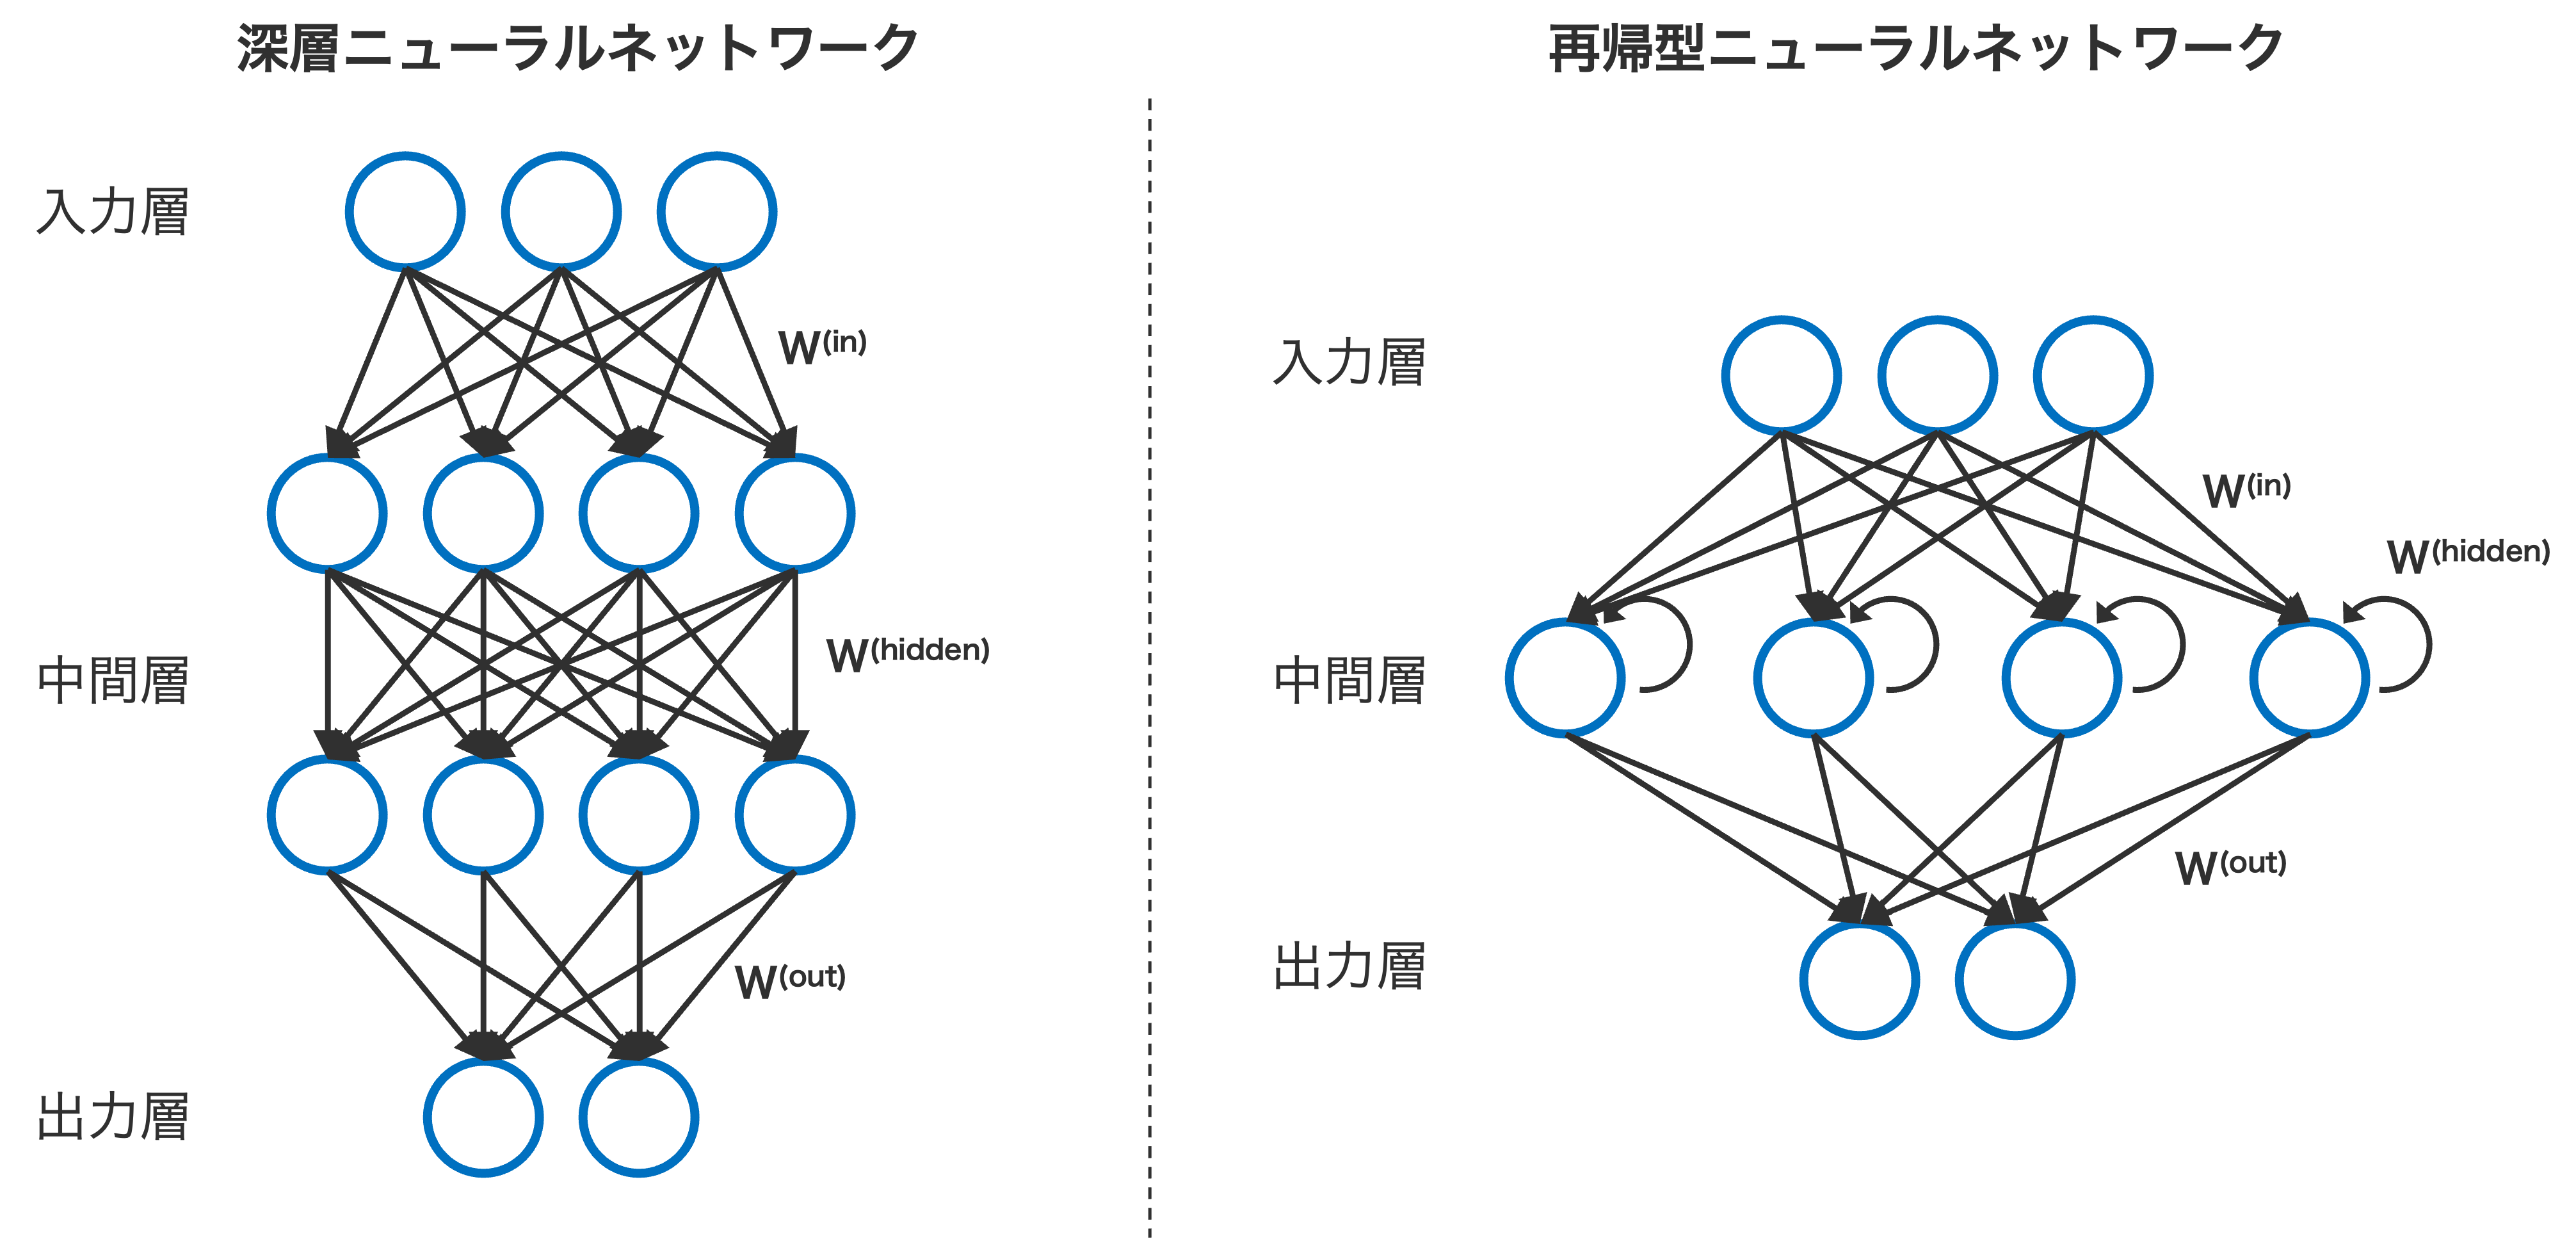 深層ニューラルネットワーク
入力層
W(in)
中間層
W(hidden)
出力層
W(out)
再帰型ニューラルネットワーク
入力層
W(in)
W(hidden)
中間層
W(out)
出力層